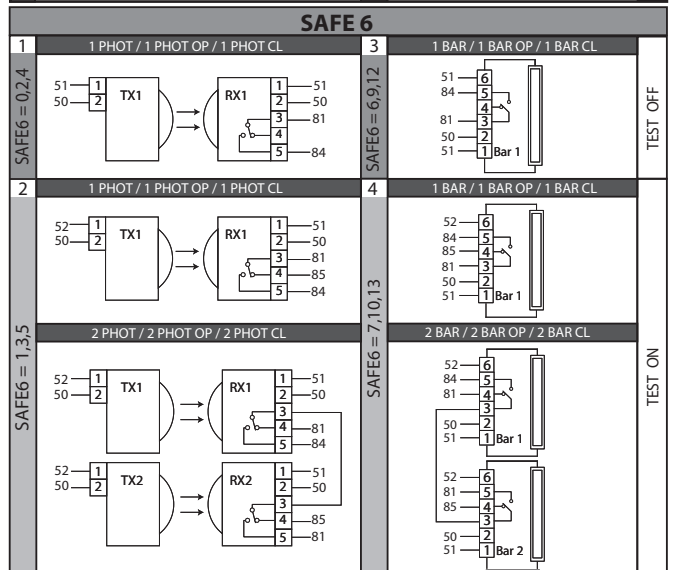 SAFE 6
1
1 PHOT / 1 PHOT OP / 1 PHOT CL
SAFE6 = 0,2,4
51 1
50 2
TX1
RX1
1 51
2 50
3 81
4
5 84
3
1 BAR / 1 BAR OP / 1 BAR CL
SAFE6 = 6,9,12
51 6
84 5
4
81 3
50 2
51 1 Bar 1
TEST OFF
2
1 PHOT / 1 PHOT OP / 1 PHOT CL
SAFE6 = 1,3,5
52 1
50 2
TX1
RX1
1 51
2 50
3 81
4 85
5 84
2 PHOT / 2 PHOT OP / 2 PHOT CL
52 1
50 2
TX1
RX1
1 51
2 50
3
4 81
5 84
52 1
50 2
TX2
RX2
1 51
2 50
3
4 85
5 81
4
1 BAR / 1 BAR OP / 1 BAR CL
SAFE6 = 7,10,13
52 6
84 5
85 4
81 3
50 2
51 1 Bar 1
2 BAR / 2 BAR OP / 2 BAR CL
52 6
84 5
81 4
3
50 2
51 1 Bar 1
52 6
81 5
85 4
3
50 2
51 1 Bar 2
TEST ON